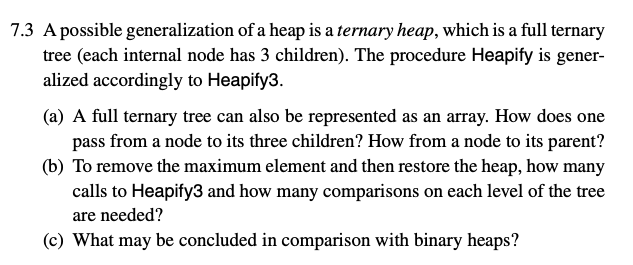 7.3 A possible generalization of a heap is a ternary heap, which is a full ternary
tree (each internal node has 3 children). The procedure Heapify is gener-
alized accordingly to Heapify3.
(a) A full ternary tree can also be represented as an array. How does one
pass from a node to its three children? How from a node to its parent?
(b) To remove the maximum element and then restore the heap, how many
calls to Heapify3 and how many comparisons on each level of the tree
are needed?
(c) What may be concluded in comparison with binary heaps?